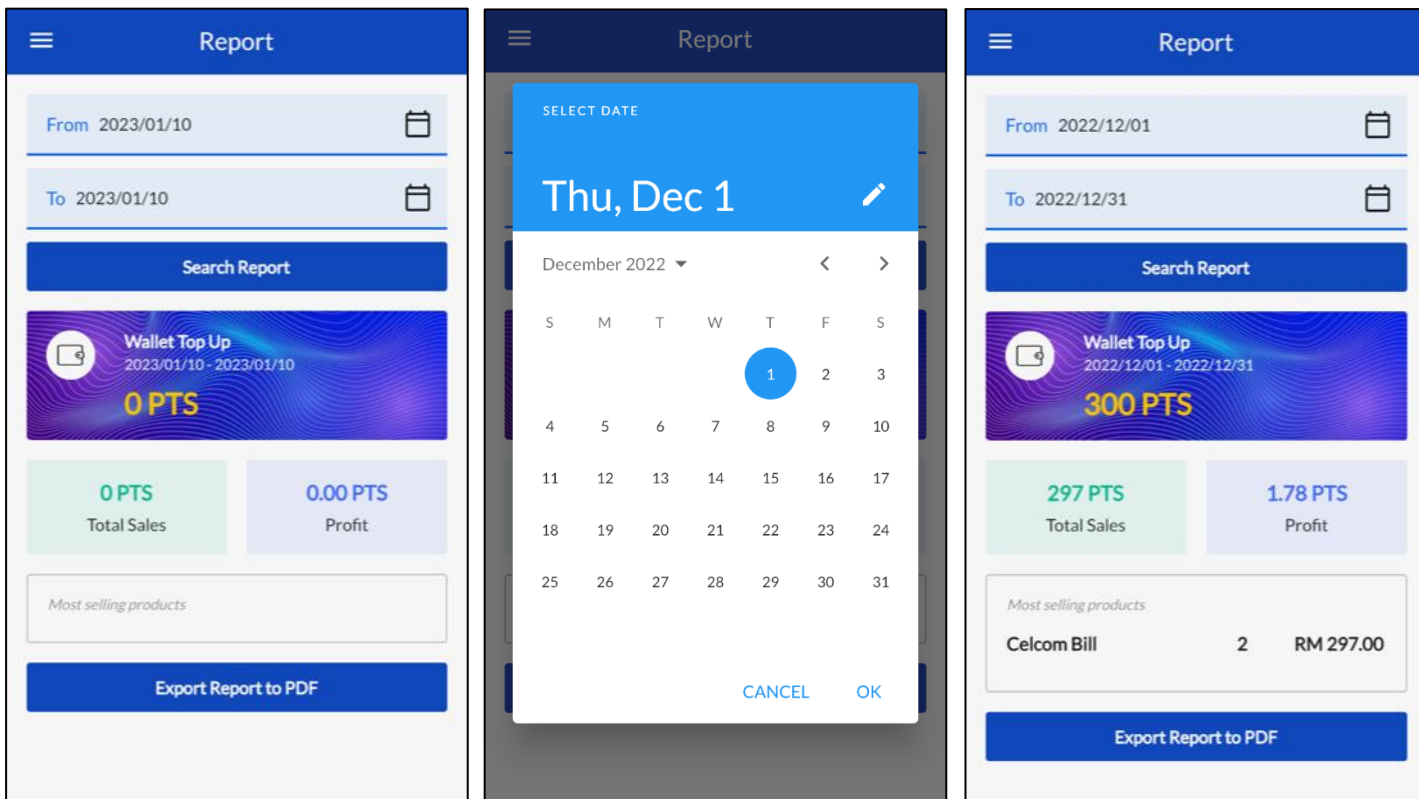 Report
From 2023/01/10
To 2023/01/10
Search Report
Wallet Top Up
2023/01/10 - 2023/01/10
0 PTS
0 PTS
Total Sales
0.00 PTS
Profit
Most selling products
Export Report to PDF
Report
SELECT DATE
Thu, Dec 1
December 2022
S M T W T F S
1 2 3
4 5 6 7 8 9 10
11 12 13 14 15 16 17
18 19 20 21 22 23 24
25 26 27 28 29 30 31
CANCEL OK
Report
From 2022/12/01
To 2022/12/31
Search Report
Wallet Top Up
2022/12/01 - 2022/12/31
300 PTS
297 PTS
Total Sales
1.78 PTS
Profit
Most selling products
Celcom Bill 2 RM 297.00
Export Report to PDF